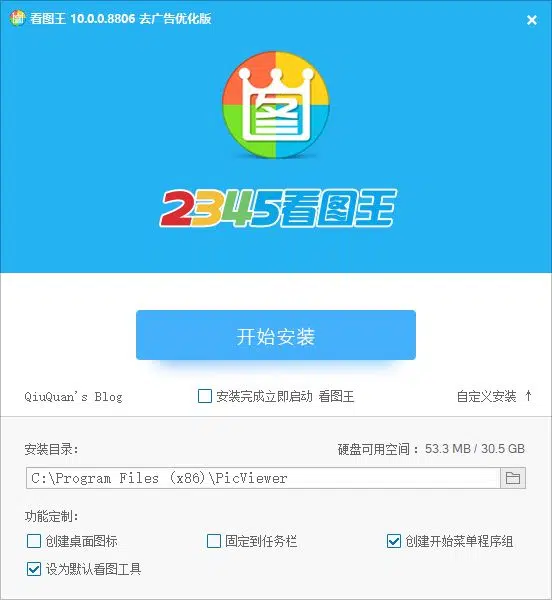 看图王 10.0.0.8806 去广告优化版
图
2345看图王
开始安装
QiuQuan's Blog
安装完成立即启动 看图王
自定义安装 ↑
安装目录:
硬盘可用空间： 53.3 MB / 30.5 GB
C:\Program Files (x86)\PicViewer
功能定制:
创建桌面图标
固定到任务栏
创建开始菜单程序组
设为默认看图工具